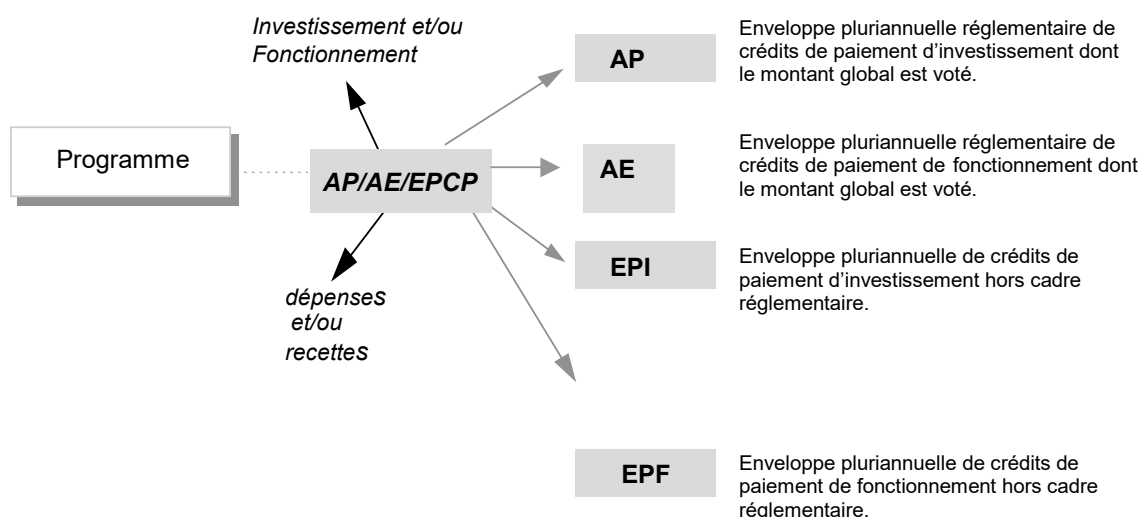 Investissement et/ou
Fonctionnement
Programme
AP/AE/EPCP
dépenses
et/ou
recettes
AP
Enveloppe pluriannuelle réglementaire de
crédits de paiement d’investissement dont
le montant global est voté.
AE
Enveloppe pluriannuelle réglementaire de
crédits de paiement de fonctionnement dont
le montant global est voté.
EPI
Enveloppe pluriannuelle de crédits de
paiement d’investissement hors cadre
réglementaire.
EPF
Enveloppe pluriannuelle de crédits de
paiement de fonctionnement hors cadre
réglementaire.